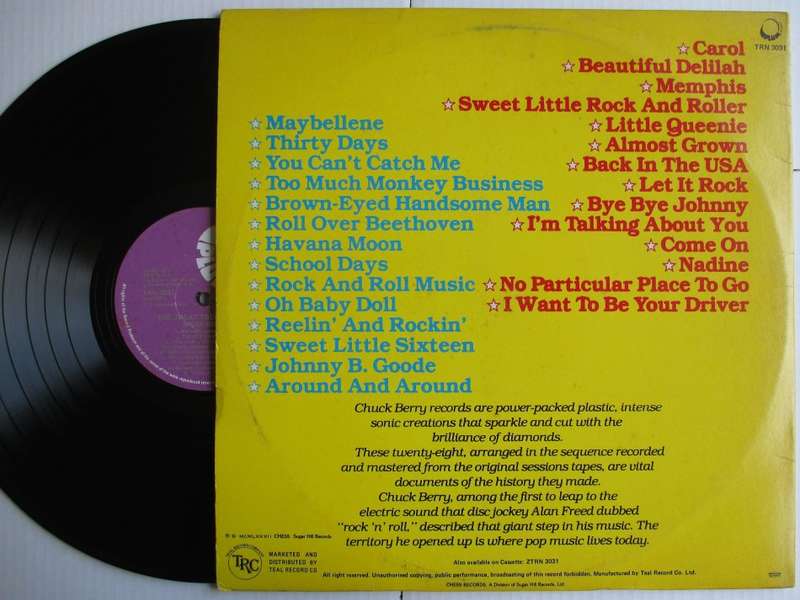 TRN 3031
☆ Carol
☆ Beautiful Delilah
☆ Memphis
☆ Sweet Little Rock And Roller
☆ Little Queenie
☆ Almost Grown
☆ Back In The USA
☆ Let It Rock
☆ Bye Bye Johnny
☆ I'm Talking About You
☆ Come On
☆ Nadine
☆ No Particular Place To Go
☆ I Want To Be Your Driver
☆ Maybellene
☆ Thirty Days
☆ You Can't Catch Me
☆ Too Much Monkey Business
☆ Brown-Eyed Handsome Man
☆ Roll Over Beethoven
☆ Havana Moon
☆ School Days
☆ Rock And Roll Music
☆ Oh Baby Doll
☆ Reelin' And Rockin'
☆ Sweet Little Sixteen
☆ Johnny B. Goode
☆ Around And Around
Chuck Berry records are power-packed plastic, intense
sonic creations that sparkle and cut with the
brilliance of diamonds.
These twenty-eight, arranged in the sequence recorded
and mastered from the original sessions tapes, are vital
documents of the history they made.
Chuck Berry, among the first to leap to the
electric sound that disc jockey Alan Freed dubbed
"rock 'n' roll," described that giant step in his music. The
territory he opened up is where pop music lives today.
CHESS Sugar Hill Records
TRC
MARKETED AND
DISTRIBUTED BY
TEAL RECORD CO
Also available on Cassette: ZTRN 3031
All right reserved. Unauthorised copying, public performance, broadcasting of this record forbidden. Manufactured by Teal Record Co. Ltd.
CHESS RECORDS, A Division of Sugar Hill Records, Ltd.